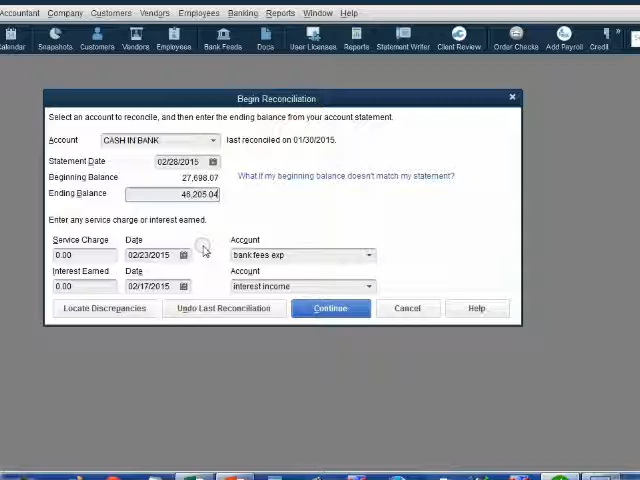 Accountant Company Customers Vendors Employees Banking Reports Window Help
Calendar Snapshots Customers Vendors Employees Bank Feeds Docs User Licenses Reports Statement Writer Client Review Order Checks Add Payroll Credit »
Begin Reconciliation
Select an account to reconcile, and then enter the ending balance from your account statement.
Account CASH IN BANK last reconciled on 01/30/2015.
Statement Date 02/28/2015
Beginning Balance 27,698.07 What if my beginning balance doesn't match my statement?
Ending Balance 46,205.04
Enter any service charge or interest earned.
Service Charge Date Account
0.00 02/23/2015 bank fees exp
Interest Earned Date Account
0.00 02/17/2015 interest income
Locate Discrepancies Undo Last Reconciliation Continue Cancel Help